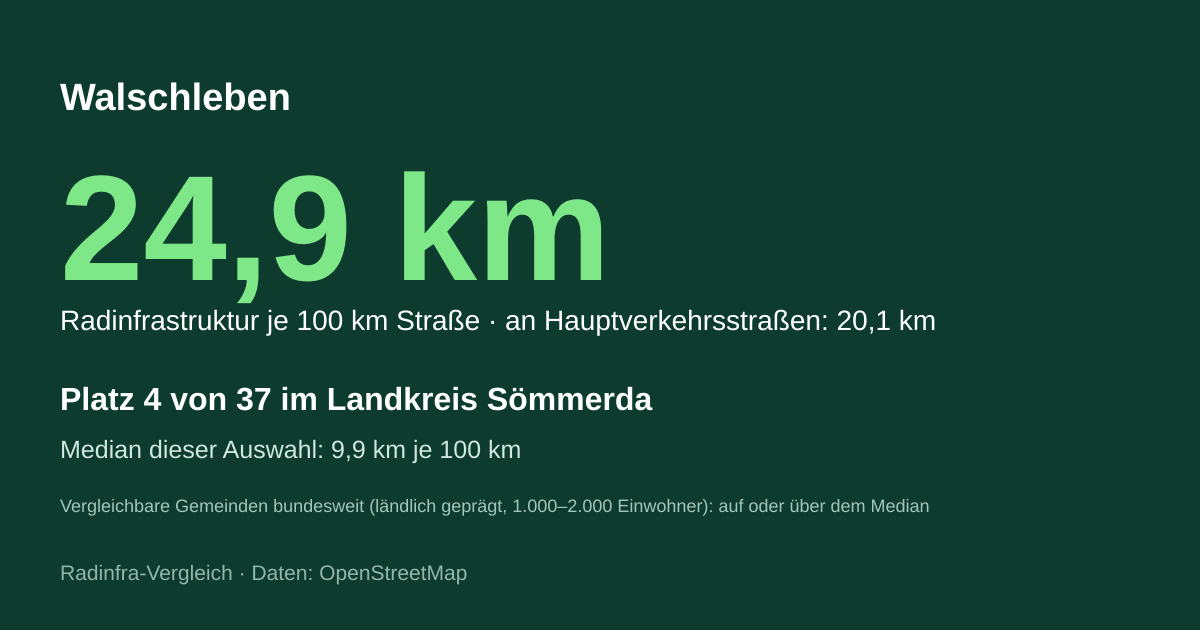 Walschleben
24,9 km
Radinfrastruktur je 100 km Straße · an Hauptverkehrsstraßen: 20,1 km
Platz 4 von 37 im Landkreis Sömmerda
Median dieser Auswahl: 9,9 km je 100 km
Vergleichbare Gemeinden bundesweit (ländlich geprägt, 1.000–2.000 Einwohner): auf oder über dem Median
Radinfra-Vergleich · Daten: OpenStreetMap